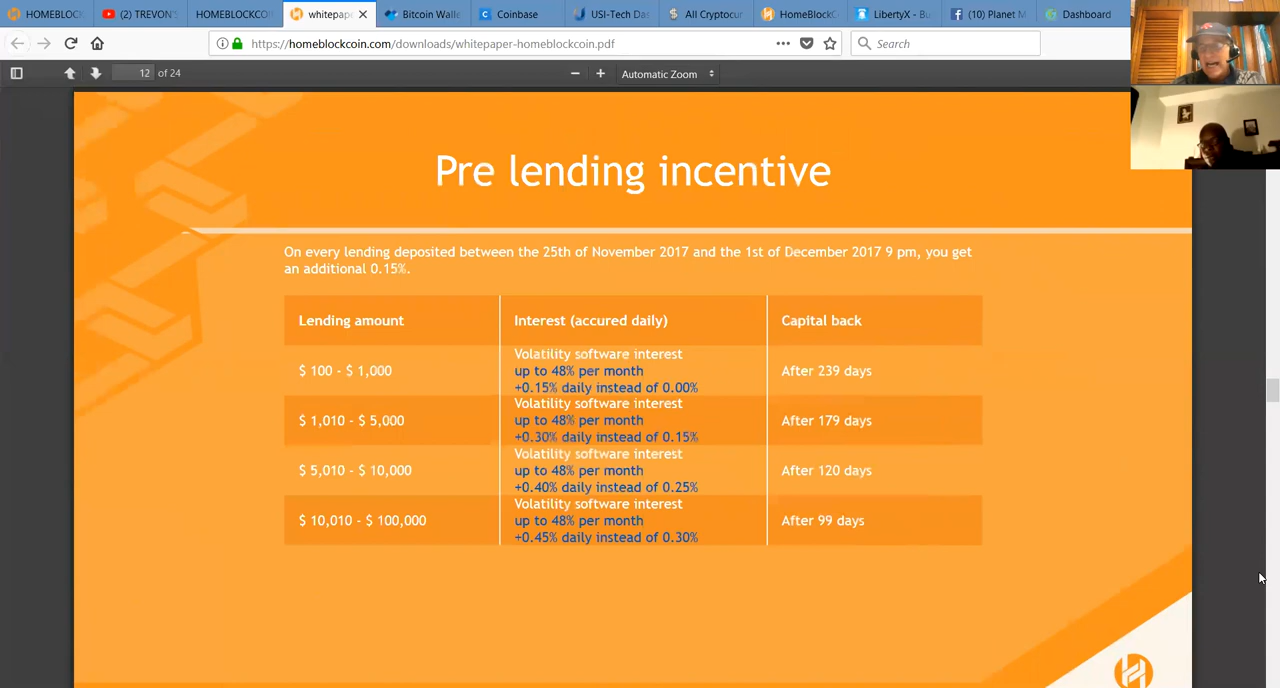 HOMEBLOCK
(2) TREVON'S
HOMEBLOCKCO
whitepape
Bitcoin Walle
Coinbase
USI-Tech Das
All Cryptocur
HomeBlockC
LibertyX - Bu
(10) Planet M
Dashboard
https://homeblockcoin.com/downloads/whitepaper-homeblockcoin.pdf
Search
12 of 24
Automatic Zoom
Pre lending incentive
On every lending deposited between the 25th of November 2017 and the 1st of December 2017 9 pm, you get
an additional 0.15%.
Lending amount
Interest (accured daily)
Capital back
$ 100 - $ 1,000
Volatility software interest
up to 48% per month
+0.15% daily instead of 0.00%
After 239 days
$ 1,010 - $ 5,000
Volatility software interest
up to 48% per month
+0.30% daily instead of 0.15%
After 179 days
$ 5,010 - $ 10,000
Volatility software interest
up to 48% per month
+0.40% daily instead of 0.25%
After 120 days
$ 10,010 - $ 100,000
Volatility software interest
up to 48% per month
+0.45% daily instead of 0.30%
After 99 days